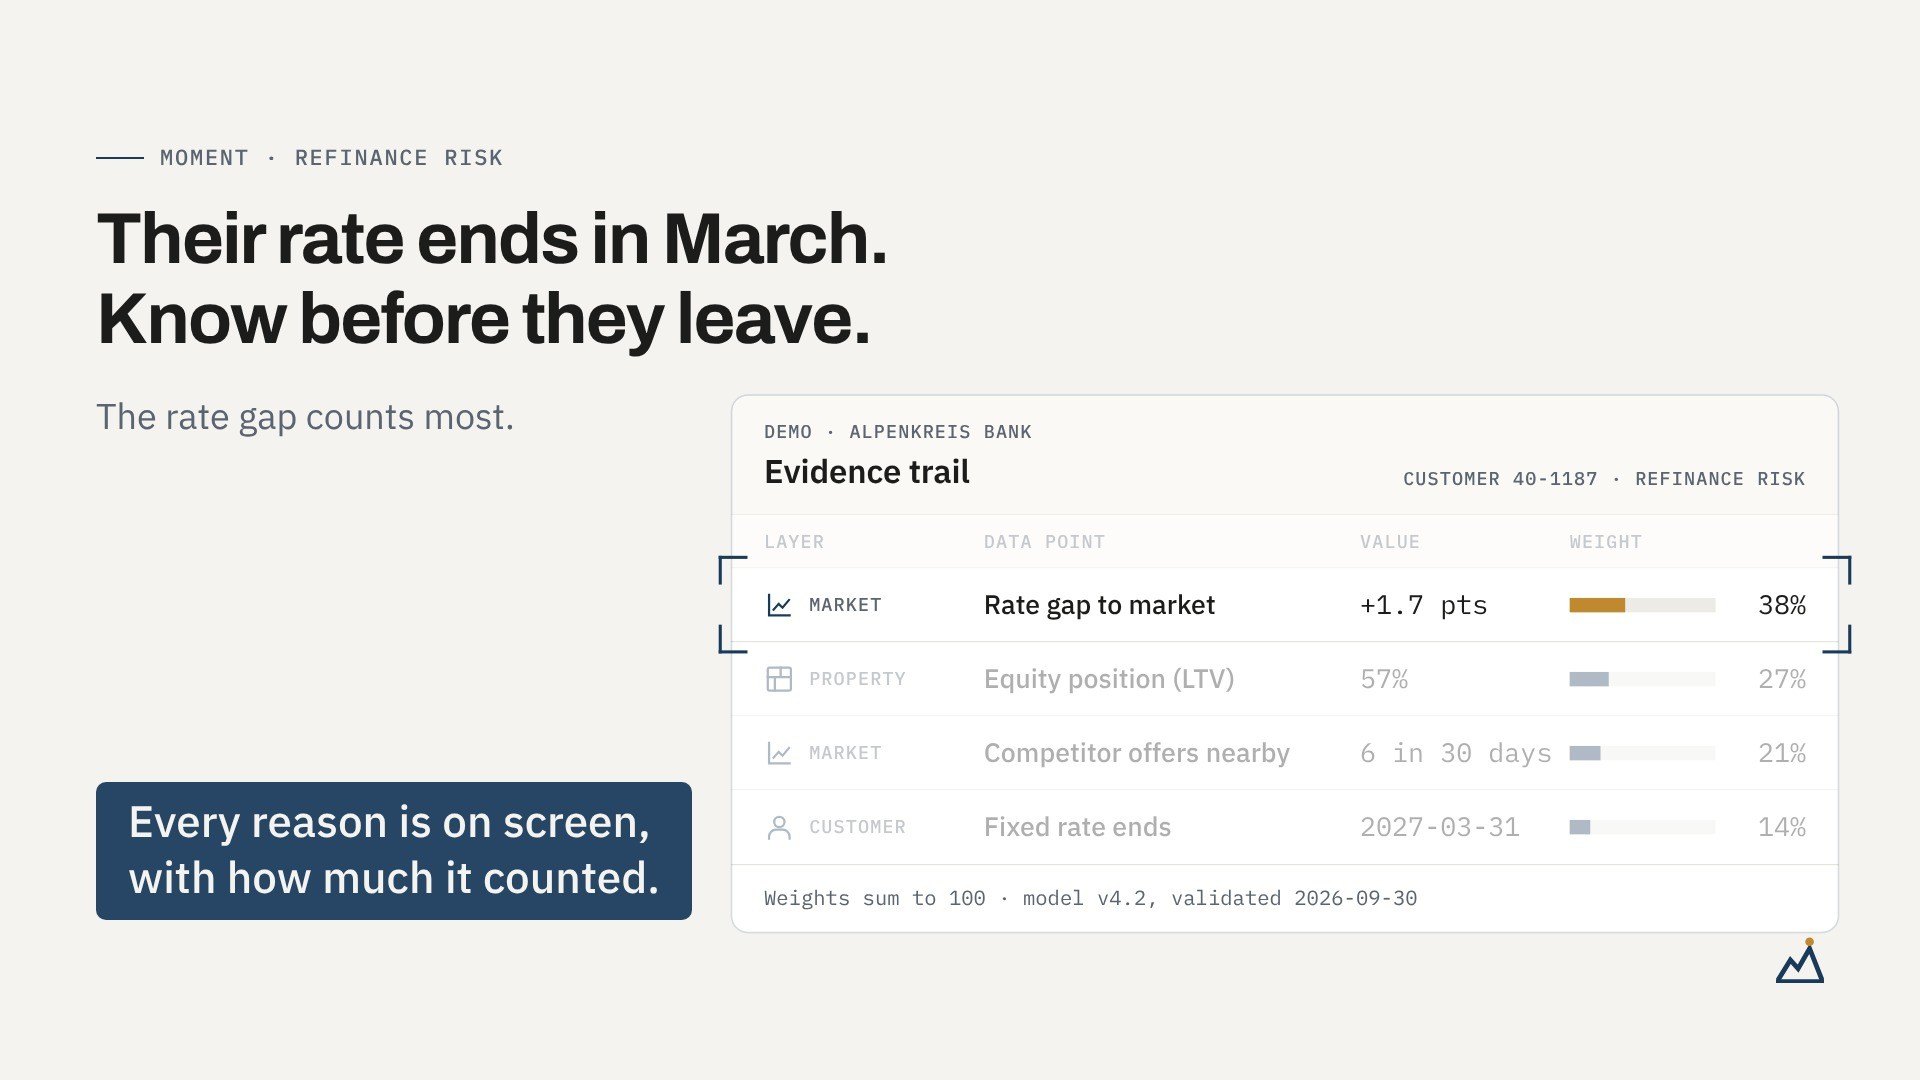 MOMENT · REFINANCE RISK
Their rate ends in March.
Know before they leave.
The rate gap counts most.
DEMO · ALPENKREIS BANK
Evidence trail
CUSTOMER 40-1187 · REFINANCE RISK
LAYER DATA POINT VALUE WEIGHT
MARKET Rate gap to market +1.7 pts 38%
PROPERTY Equity position (LTV) 57% 27%
MARKET Competitor offers nearby 6 in 30 days 21%
CUSTOMER Fixed rate ends 2027-03-31 14%
Weights sum to 100 · model v4.2, validated 2026-09-30
Every reason is on screen,
with how much it counted.